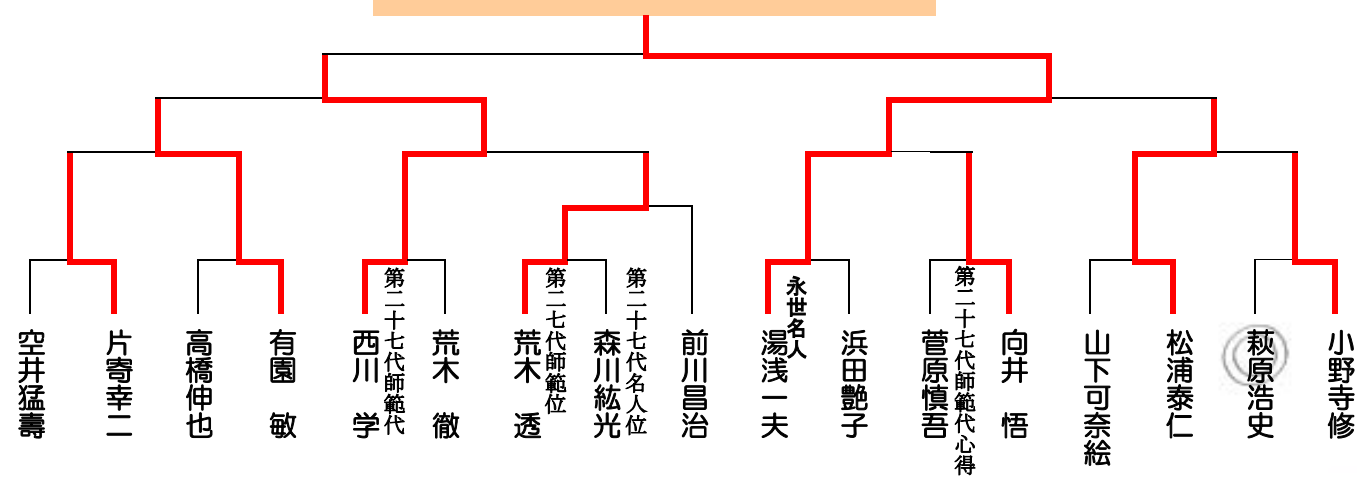 空井猛壽
片寄幸二
高橋伸也
有園　敏
西川　学
第二十七代師範代
荒木　徹
荒木　透
第二七代師範位
森川紘光
第二十七代名人位
前川昌治
湯浅一夫
永世名人
浜田艶子
菅原慎吾
第二十七代師範代心得
向井　悟
山下可奈絵
松浦泰仁
萩原浩史
小野寺修